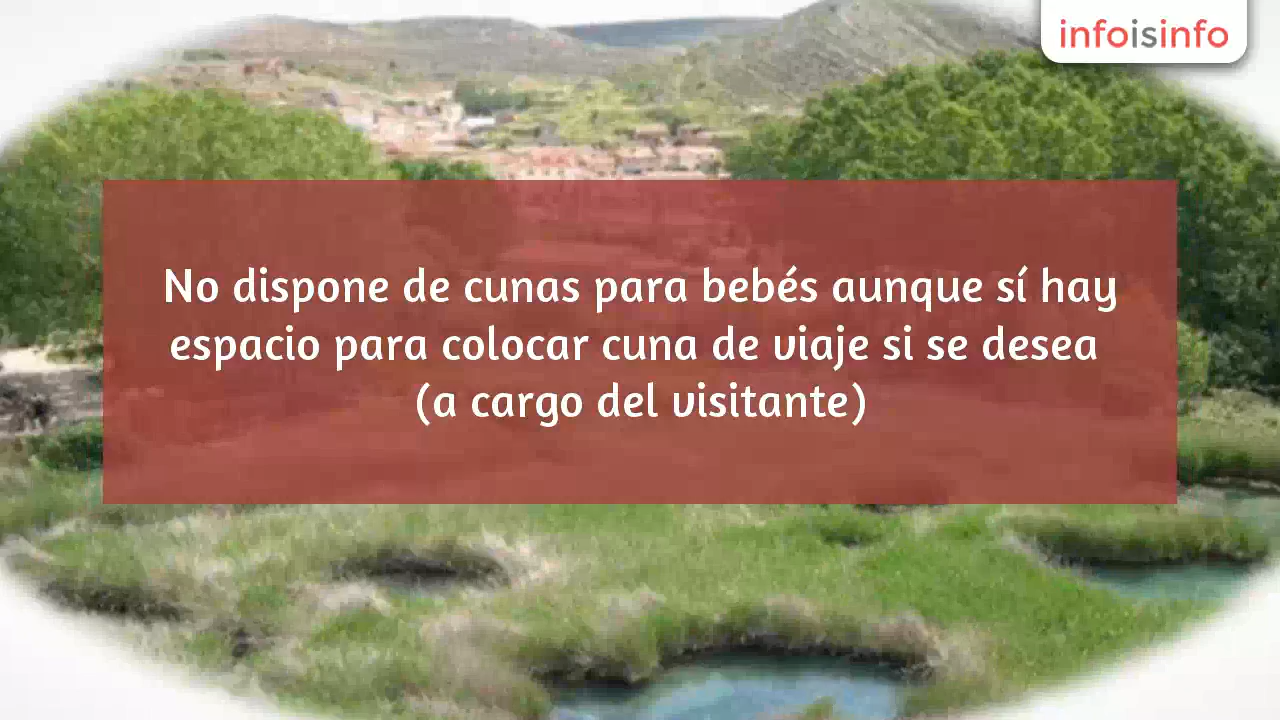 infoisinfo
No dispone de cunas para bebés aunque sí hay
espacio para colocar cuna de viaje si se desea
(a cargo del visitante)